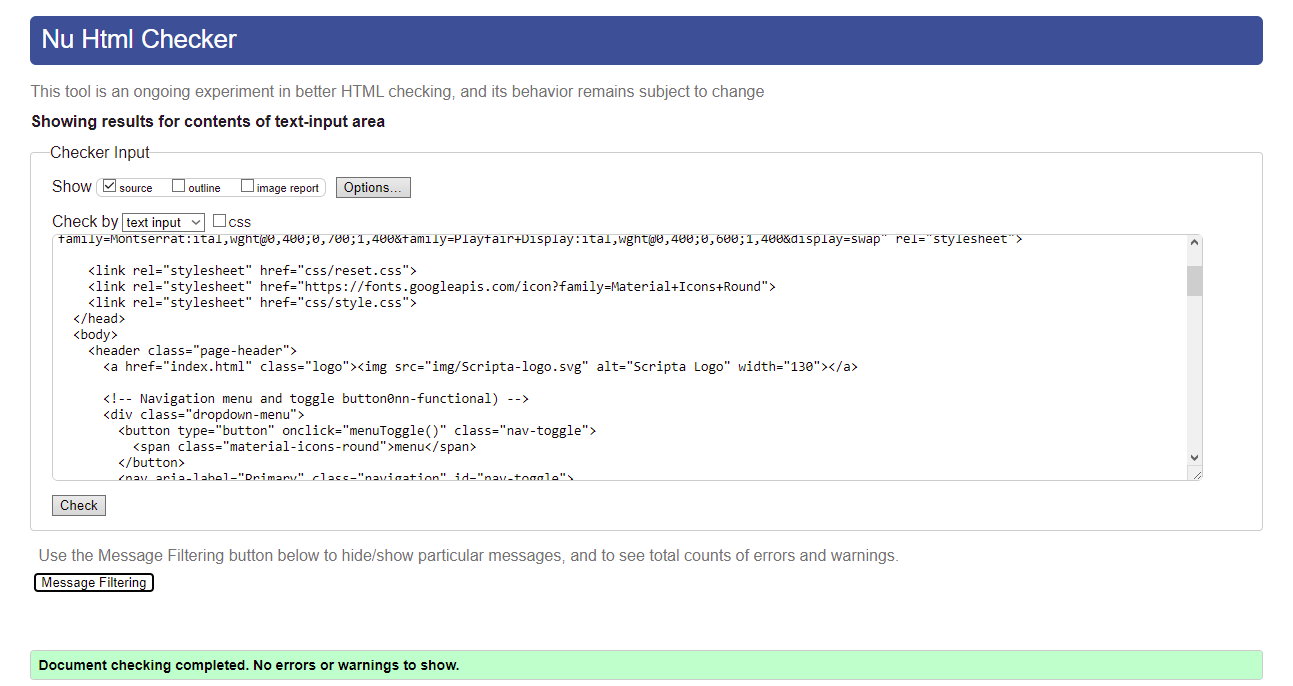 Nu Html Checker
This tool is an ongoing experiment in better HTML checking, and its behavior remains subject to change
Showing results for contents of text-input area
Checker Input
Show source outline image report Options...
Check by text input css
family=Montserrat:ital,wght@0,400;0,700;1,400&family=Playfair+Display:ital,wght@0,400;0,600;1,400&display=swap" rel="stylesheet">
<link rel="stylesheet" href="css/reset.css">
<link rel="stylesheet" href="https://fonts.googleapis.com/icon?family=Material+Icons+Round">
<link rel="stylesheet" href="css/style.css">
</head>
<body>
<header class="page-header">
<a href="index.html" class="logo"><img src="img/Scripta-logo.svg" alt="Scripta Logo" width="130"></a>
<!-- Navigation menu and toggle button0nn-functional) -->
<div class="dropdown-menu">
<button type="button" onclick="menuToggle()" class="nav-toggle">
<span class="material-icons-round">menu</span>
</button>
<nav aria-label="Primary" class="navigation" id="nav-toggle">
Check
Use the Message Filtering button below to hide/show particular messages, and to see total counts of errors and warnings.
Message Filtering
Document checking completed. No errors or warnings to show.